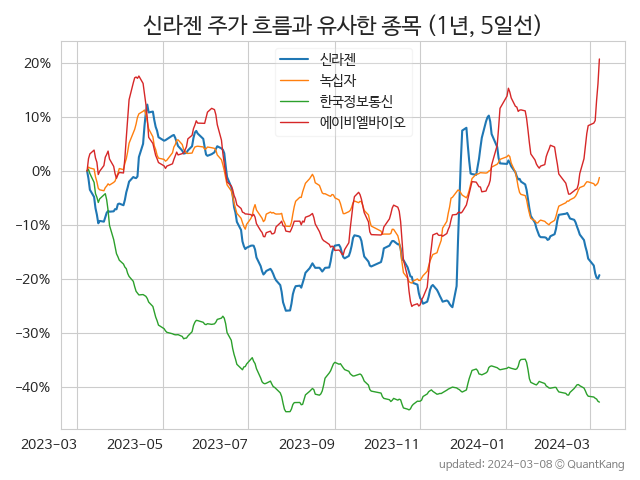 신라젠 주가 흐름과 유사한 종목 (1년, 5일선)
신라젠
녹십자
한국정보통신
에이비엘바이오
20%
10%
0%
−10%
−20%
−30%
−40%
2023-03
2023-05
2023-07
2023-09
2023-11
2024-01
2024-03
updated: 2024-03-08 ⓒ QuantKang